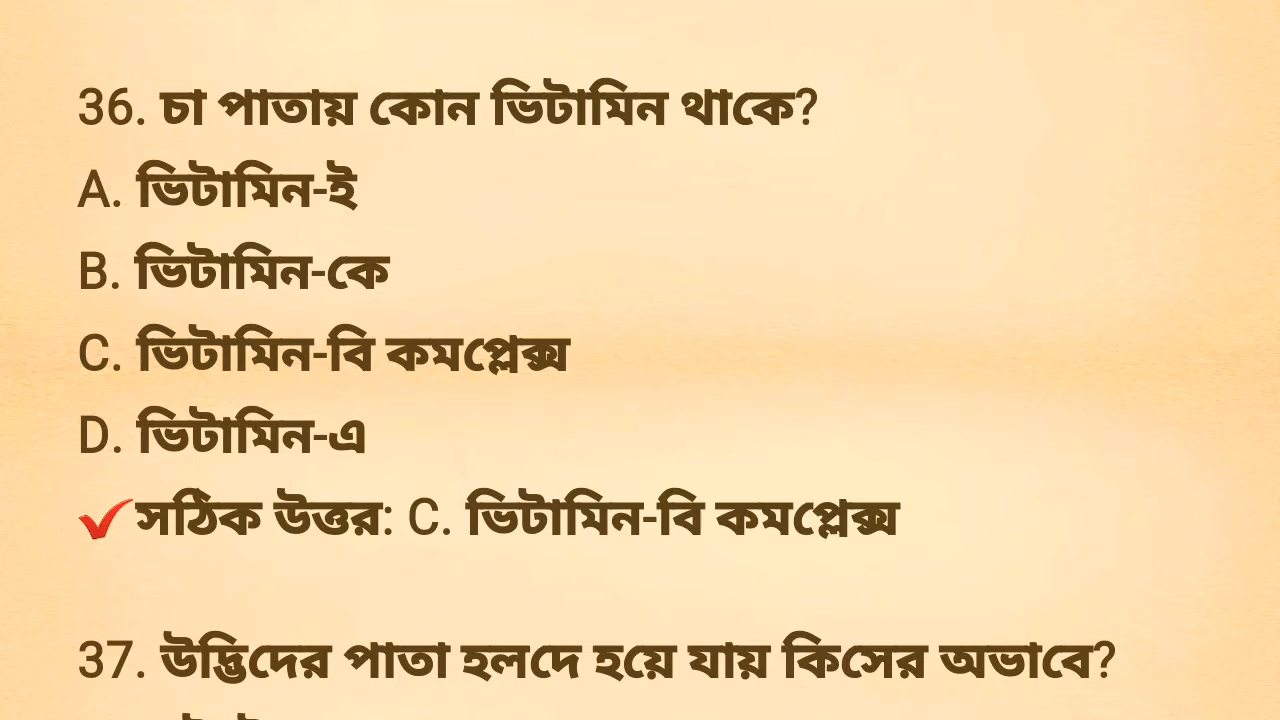 36. চা পাতায় কোন ভিটামিন থাকে?
A. ভিটামিন-ই
B. ভিটামিন-কে
C. ভিটামিন-বি কমপ্লেক্স
D. ভিটামিন-এ
✔সঠিক উত্তর: C. ভিটামিন-বি কমপ্লেক্স
37. উদ্ভিদের পাতা হলদে হয়ে যায় কিসের অভাবে?